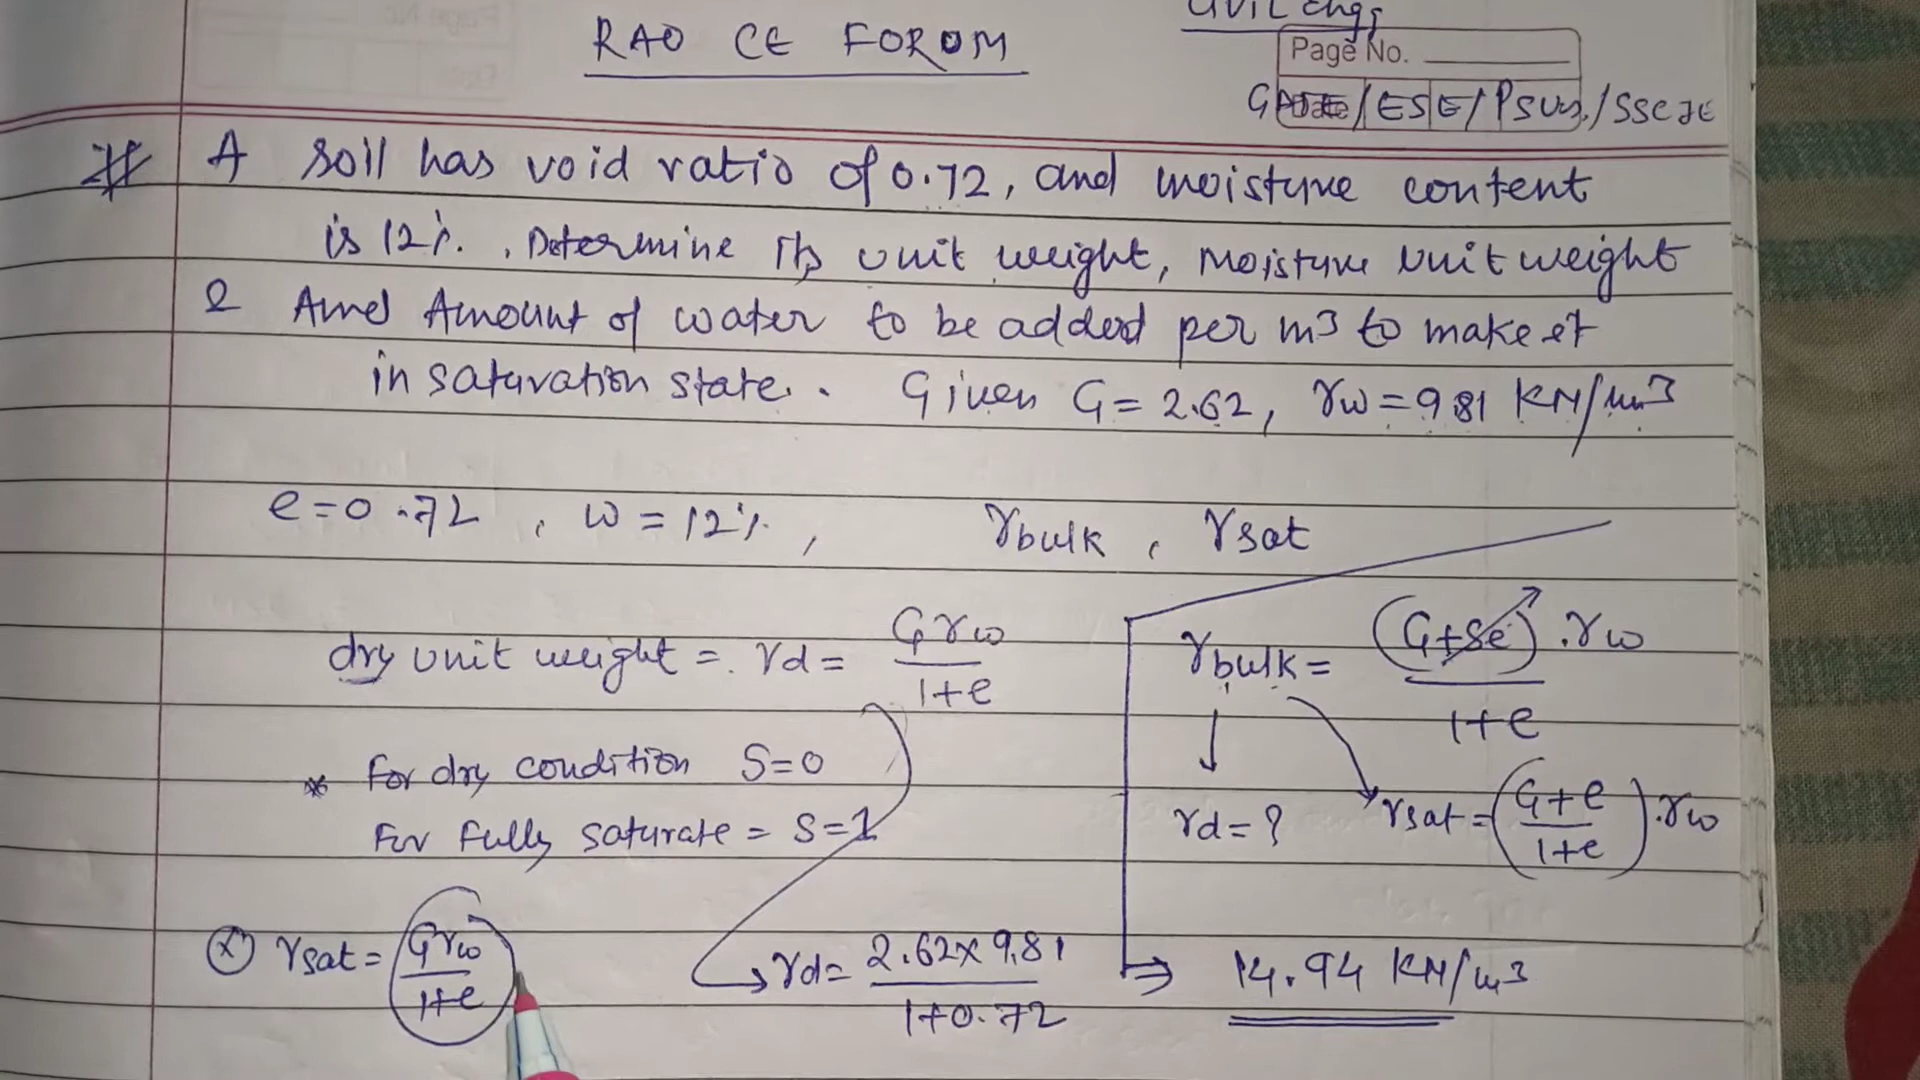 Civil Engg
RAO CE FORUM
Page No.
GATE/ESE/PSUs./SSC JE
# A soil has void ratio of 0.72, and moisture content
is 12%. . Determine its unit weight, Moisture unit weight
& And Amount of water to be added per m3 to make it
in saturation state. Given G = 2.62, γw = 9.81 KN/m3
e = 0.72 , w = 12% , γbulk , γsat
dry unit weight = γd = Gγw / 1+e
γbulk = (G+Se) .γw / 1+e
* For dry condition S=0
For fully saturate = S=1
γd = ? γsat = (G+e / 1+e) .γw
(x) γsat = (Gγw / 1+e
γd = 2.62 x 9.81 / 1+0.72 ⇒ 14.94 KN/m3